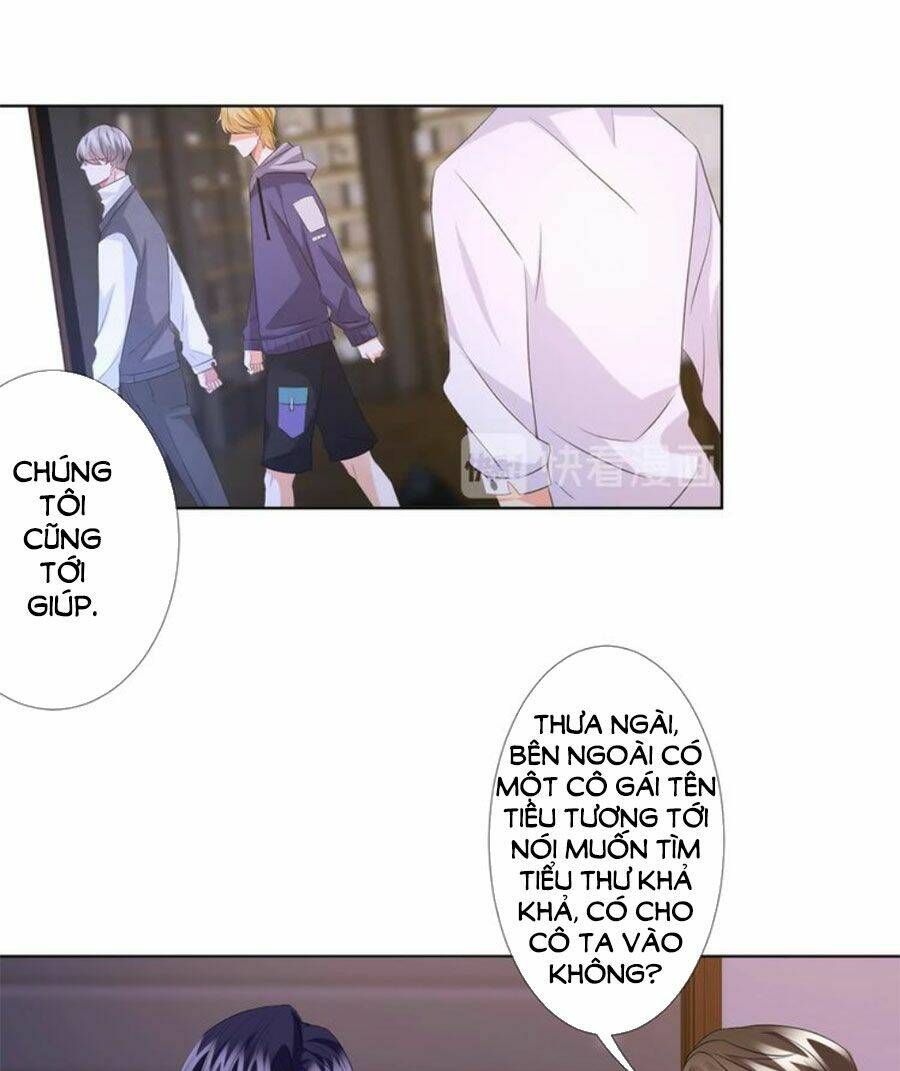 快看漫画
CHÚNG
TÔI
CŨNG
TỚI
GIÚP.
THƯA NGÀI,
BÊN NGOÀI CÓ
MỘT CÔ GÁI TÊN
TIỂU TƯƠNG TỚI
NÓI MUỐN TÌM
TIỂU THƯ KHẢ
KHẢ, CÓ CHO
CÔ TA VÀO
KHÔNG?